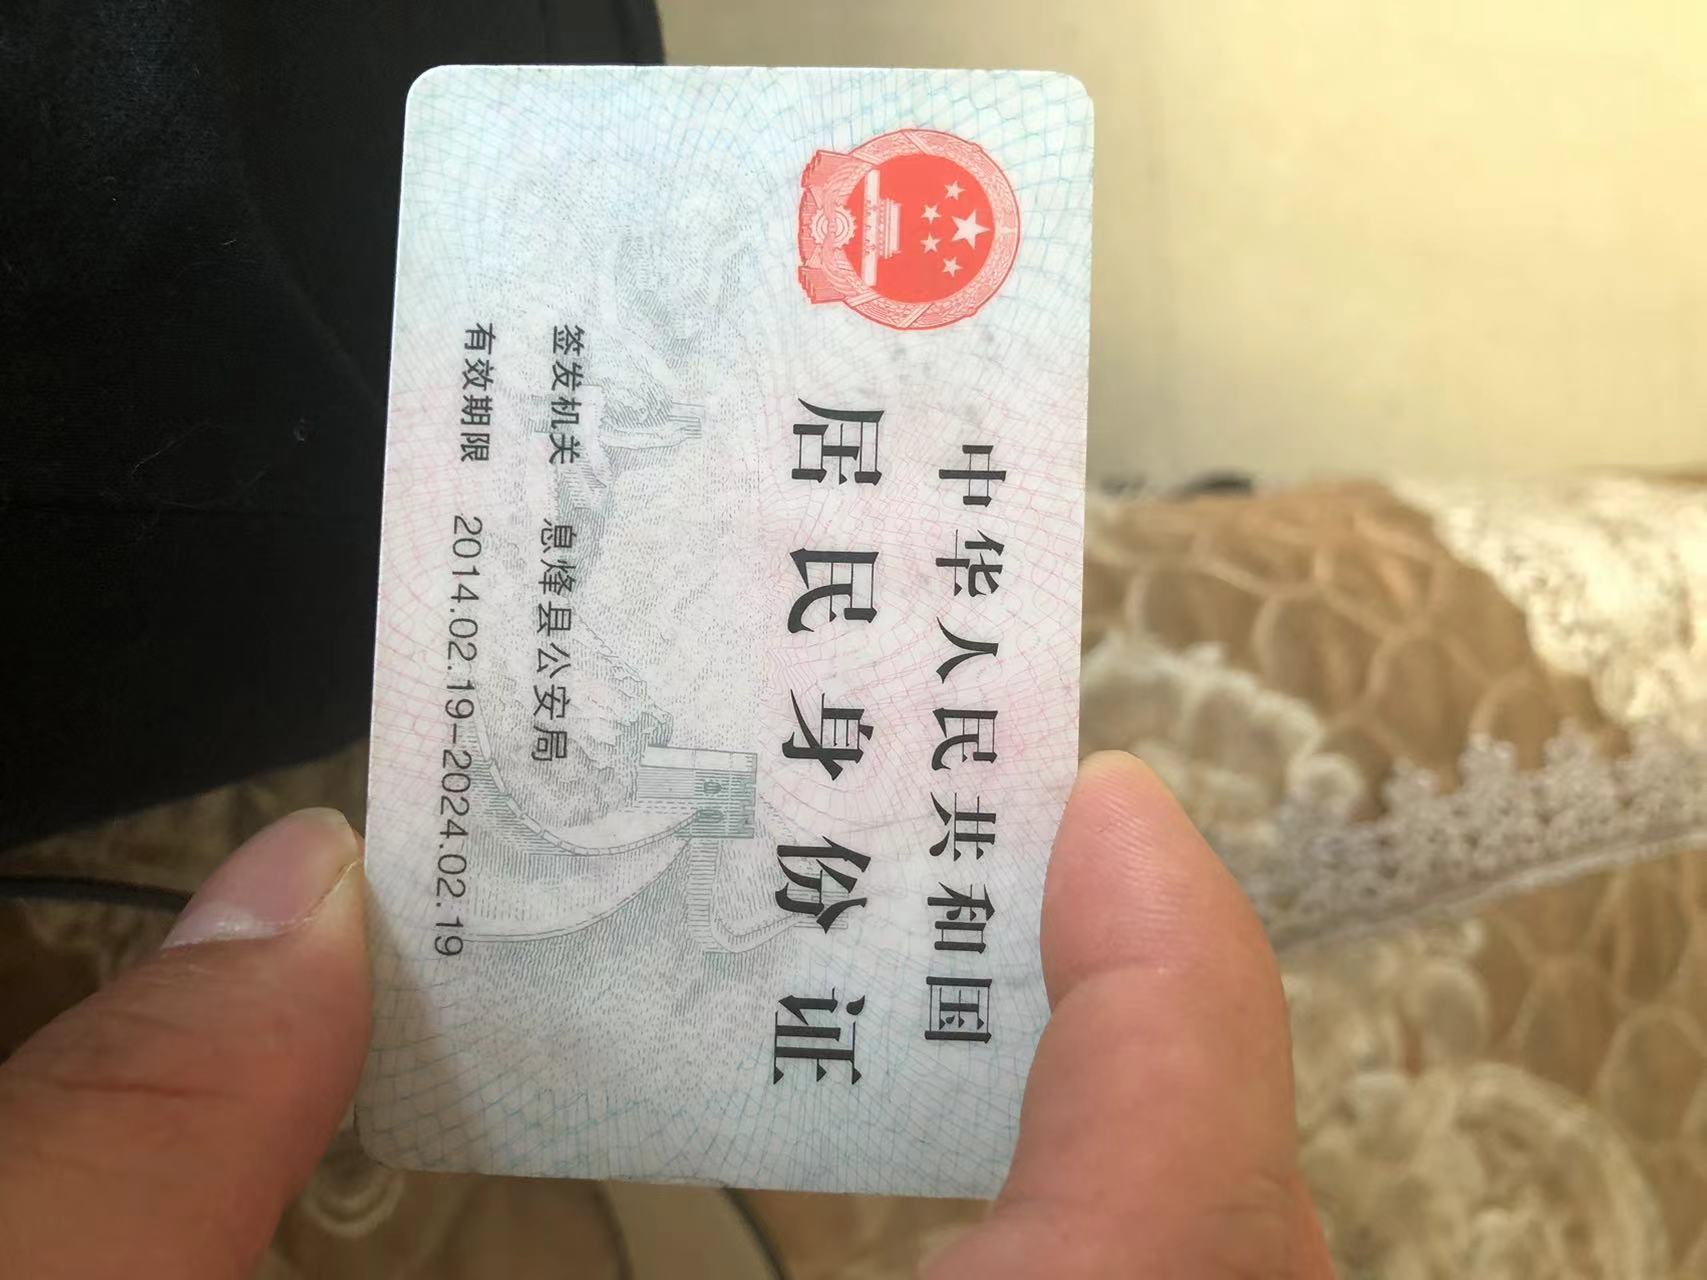 中华人民共和国
居民身份证
签发机关 息烽县公安局
有效期限 2014.02.19-2024.02.19